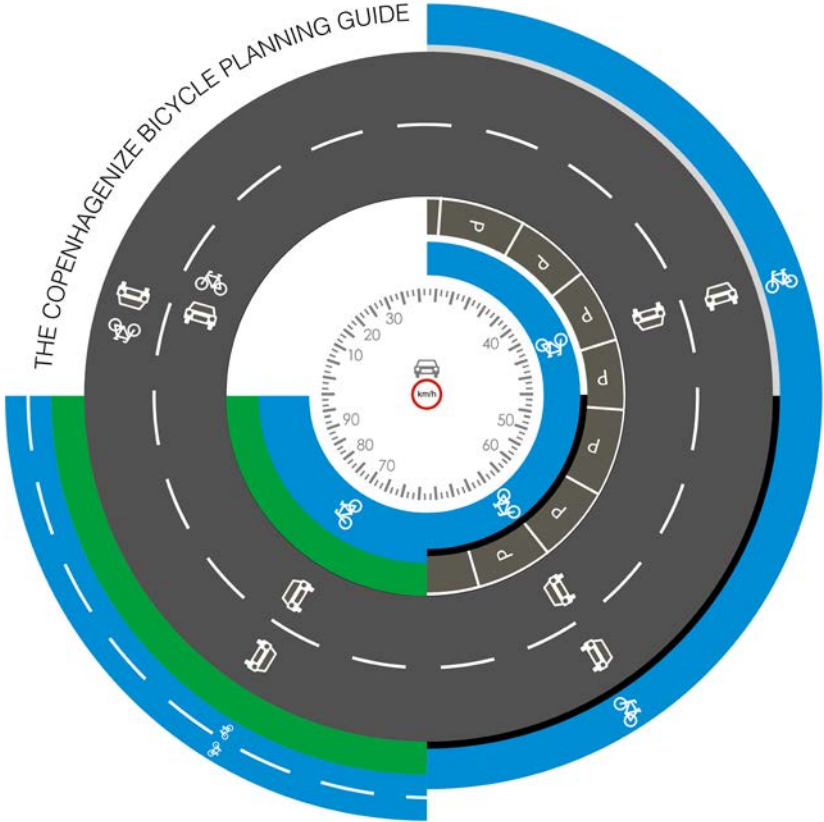 THE COPENHAGENIZE BICYCLE PLANNING GUIDE
P
P
P
P
P
P
P
10
20
30
40
50
60
70
80
90
km/h